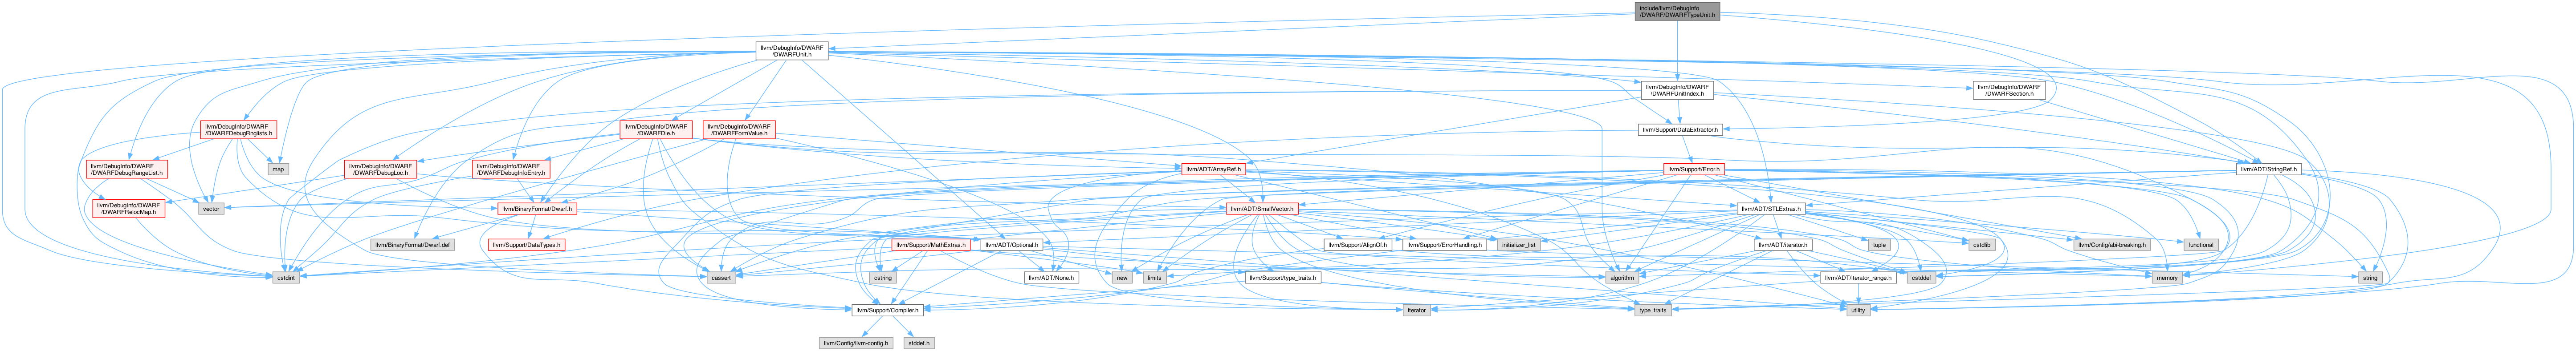 include/llvm/DebugInfo
/DWARF/DWARFTypeUnit.h
llvm/DebugInfo/DWARF
/DWARFUnit.h
llvm/DebugInfo/DWARF
/DWARFUnitIndex.h
llvm/DebugInfo/DWARF
/DWARFSection.h
llvm/DebugInfo/DWARF
/DWARFDebugRnglists.h
llvm/DebugInfo/DWARF
/DWARFDie.h
llvm/DebugInfo/DWARF
/DWARFFormValue.h
llvm/Support/DataExtractor.h
llvm/DebugInfo/DWARF
/DWARFDebugRangeList.h
map
llvm/DebugInfo/DWARF
/DWARFDebugLoc.h
llvm/DebugInfo/DWARF
/DWARFDebugInfoEntry.h
llvm/ADT/ArrayRef.h
llvm/Support/Error.h
llvm/ADT/StringRef.h
llvm/DebugInfo/DWARF
/DWARFRelocMap.h
vector
llvm/BinaryFormat/Dwarf.h
llvm/ADT/SmallVector.h
llvm/ADT/STLExtras.h
llvm/BinaryFormat/Dwarf.def
llvm/Support/DataTypes.h
llvm/Support/MathExtras.h
llvm/ADT/Optional.h
llvm/Support/AlignOf.h
llvm/Support/ErrorHandling.h
initializer_list
llvm/ADT/iterator.h
tuple
cstdlib
llvm/Config/abi-breaking.h
functional
cstdint
cassert
cstring
llvm/ADT/None.h
new
limits
llvm/Support/type_traits.h
algorithm
llvm/ADT/iterator_range.h
cstddef
memory
string
llvm/Support/Compiler.h
iterator
type_traits
utility
llvm/Config/llvm-config.h
stddef.h